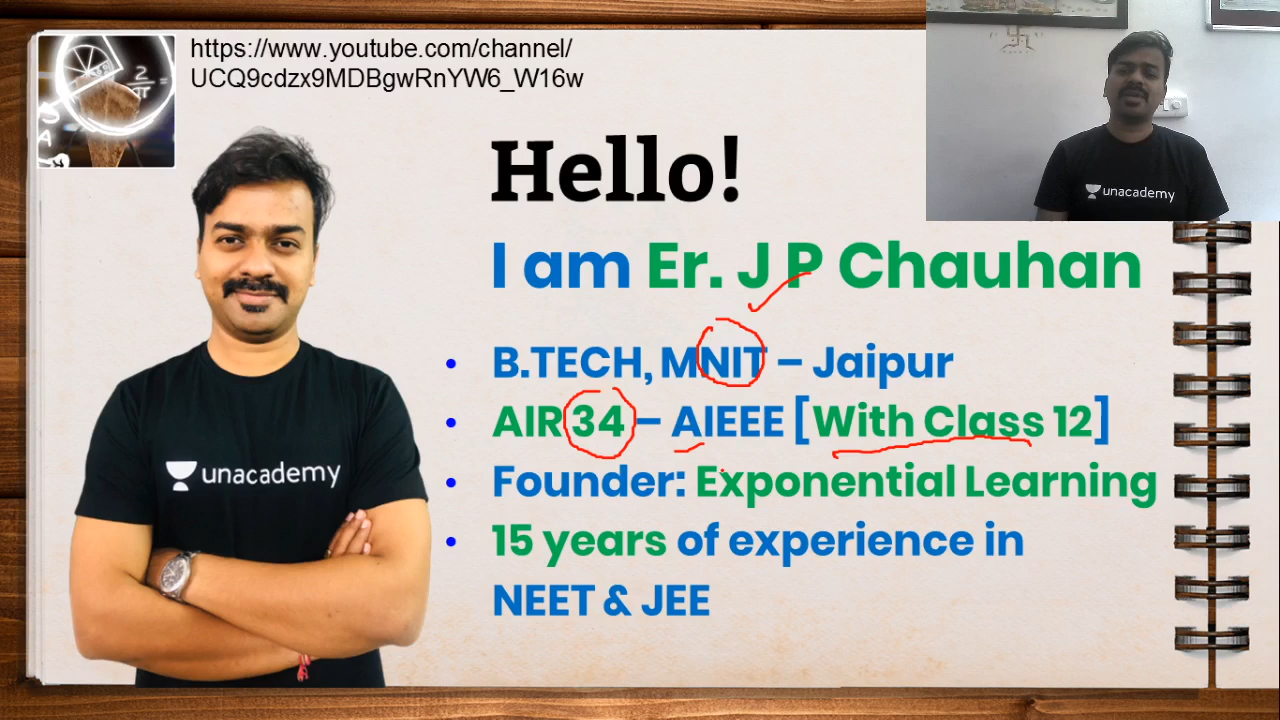 https://www.youtube.com/channel/
UCQ9cdzx9MDBgwRnYW6_W16w
Hello!
I am Er. J P Chauhan
• B.TECH, MNIT – Jaipur
• AIR 34 – AIEEE [With Class 12]
• Founder: Exponential Learning
• 15 years of experience in
NEET & JEE
unacademy
unacademy